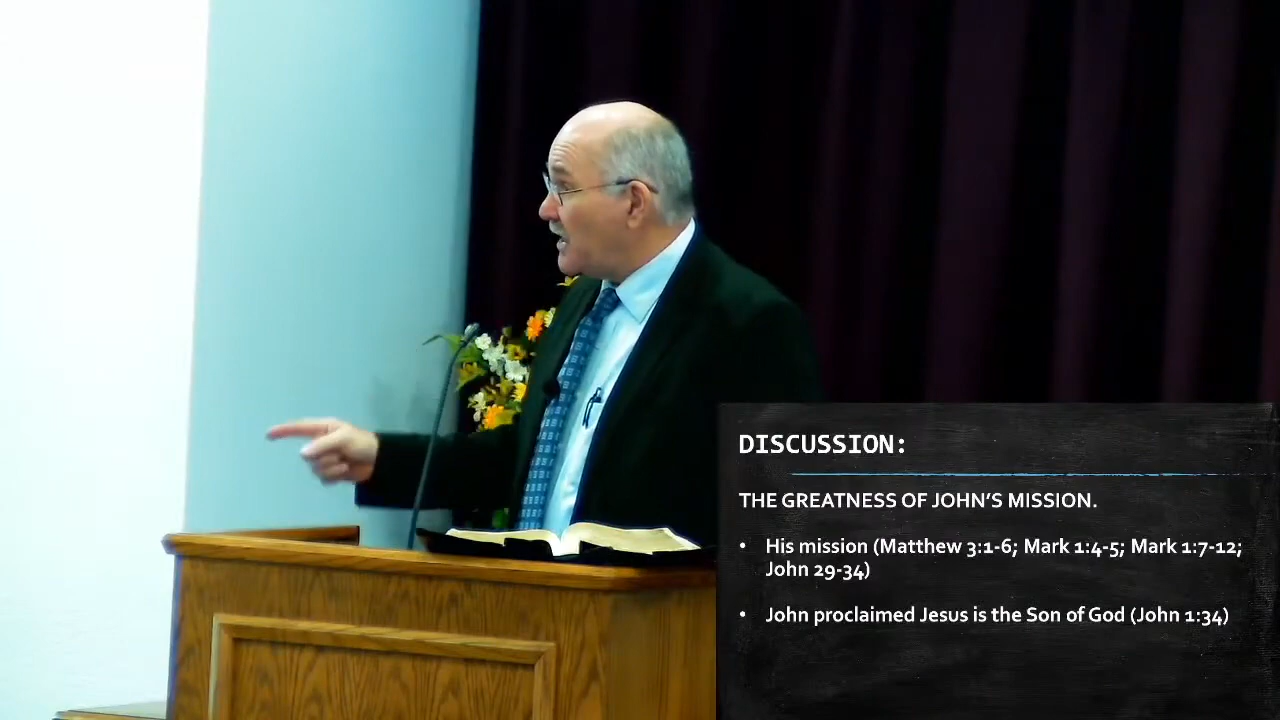 DISCUSSION:
THE GREATNESS OF JOHN’S MISSION.
• His mission (Matthew 3:1-6; Mark 1:4-5; Mark 1:7-12;
John 29-34)
• John proclaimed Jesus is the Son of God (John 1:34)